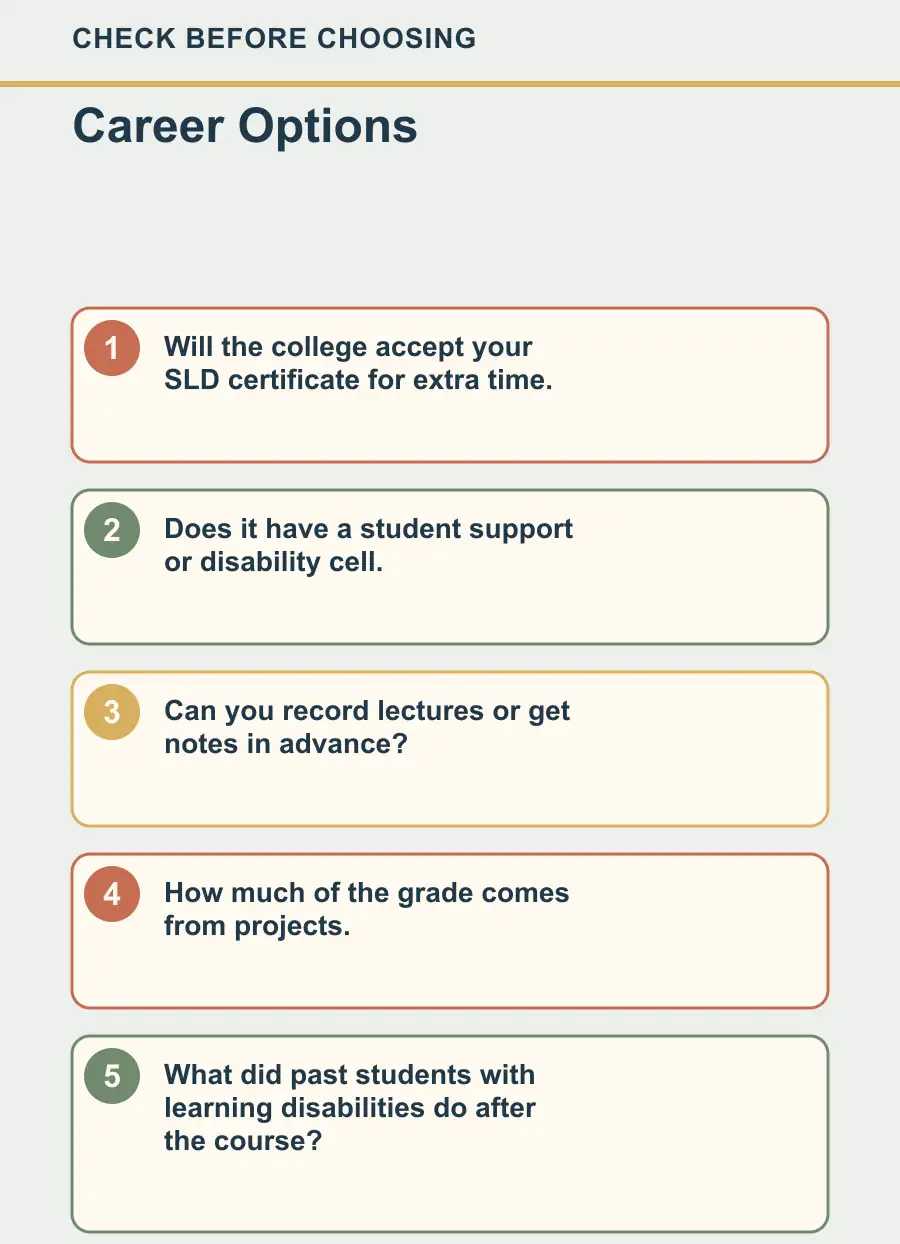 CHECK BEFORE CHOOSING
Career Options
1
Will the college accept your
SLD certificate for extra time.
2
Does it have a student support
or disability cell.
3
Can you record lectures or get
notes in advance?
4
How much of the grade comes
from projects.
5
What did past students with
learning disabilities do after
the course?